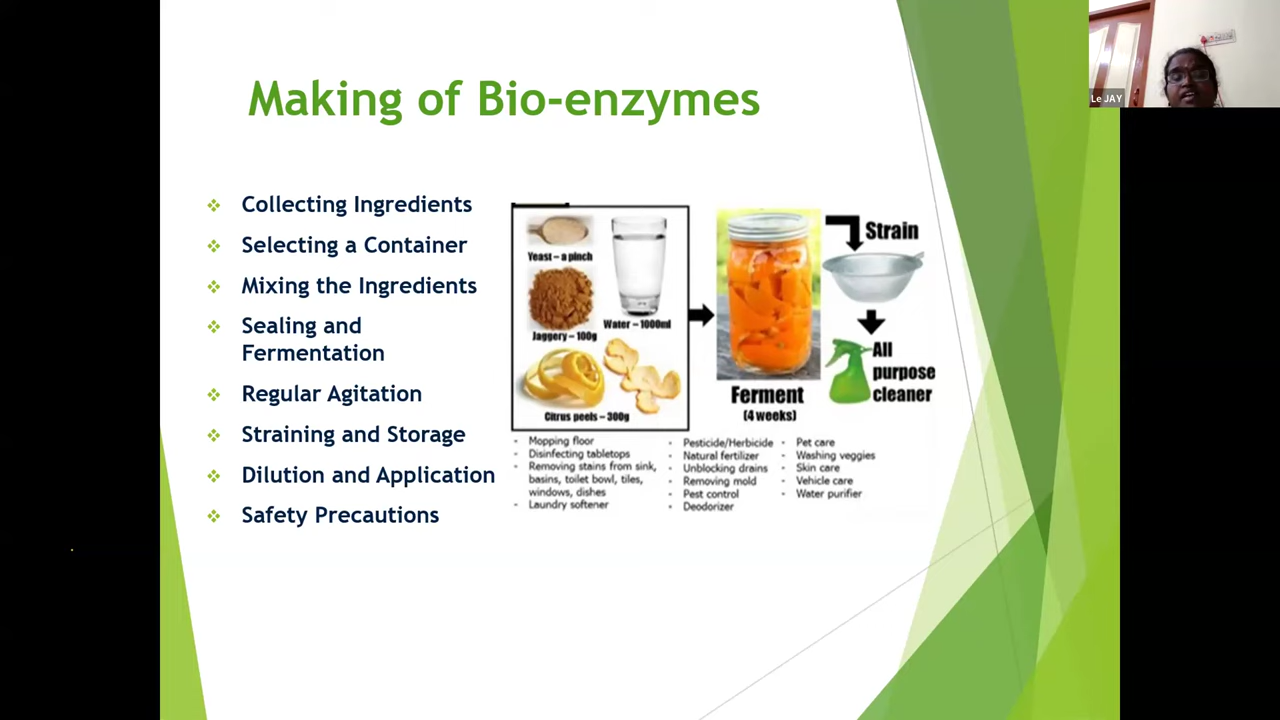 Making of Bio-enzymes
Collecting Ingredients
Selecting a Container
Mixing the Ingredients
Sealing and
Fermentation
Regular Agitation
Straining and Storage
Dilution and Application
Safety Precautions
Yeast – a pinch
Jaggery – 100g
Water – 1000ml
Citrus peels – 300g
Ferment
(4 weeks)
Strain
All
purpose
cleaner
- Mopping floor
- Disinfecting tabletops
- Removing stains from sink,
basins, toilet bowl, tiles,
windows, dishes
- Laundry softener
- Pesticide/Herbicide
- Natural fertilizer
- Unblocking drains
- Removing mold
- Pest control
- Deodorizer
- Pet care
- Washing veggies
- Skin care
- Vehicle care
- Water purifier
Le JAY